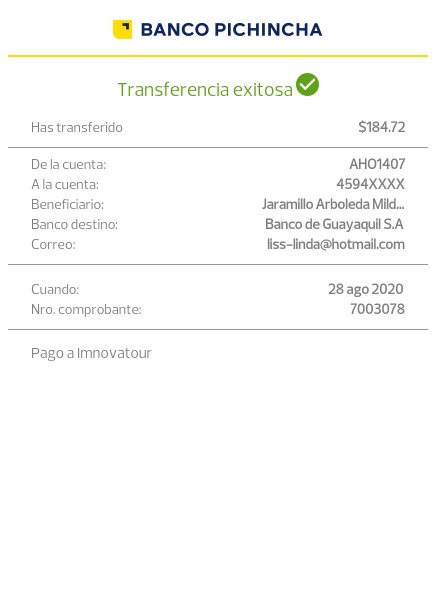 BANCO PICHINCHA
Transferencia exitosa
Has transferido $184.72
De la cuenta: AHO1407
A la cuenta: 4594XXXX
Beneficiario: Jaramillo Arboleda Mild...
Banco destino: Banco de Guayaquil S.A
Correo: liss-linda@hotmail.com
Cuando: 28 ago 2020
Nro. comprobante: 7003078
Pago a Imnovatour